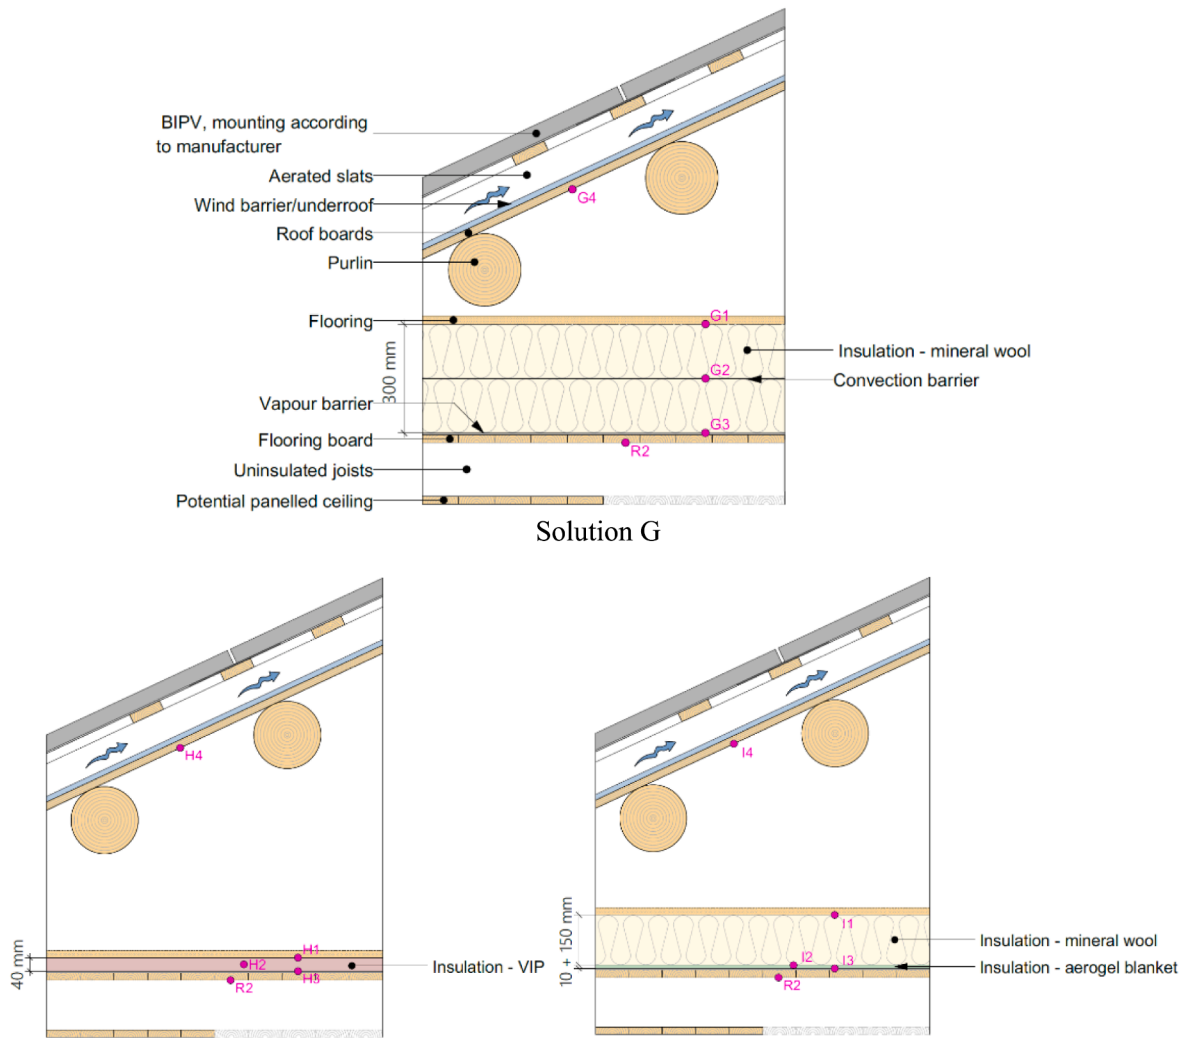 BIPV, mounting according
to manufacturer
Aerated slats
Wind barrier/underroof
Roof boards
Purlin
G4
Flooring
G1
300 mm
Insulation - mineral wool
G2
Convection barrier
Vapour barrier
G3
Flooring board
R2
Uninsulated joists
Potential panelled ceiling
Solution G
H4
H1
40 mm
H2
H3
R2
Insulation - VIP
I4
10 + 150 mm
I1
Insulation - mineral wool
I2
I3
Insulation - aerogel blanket
R2